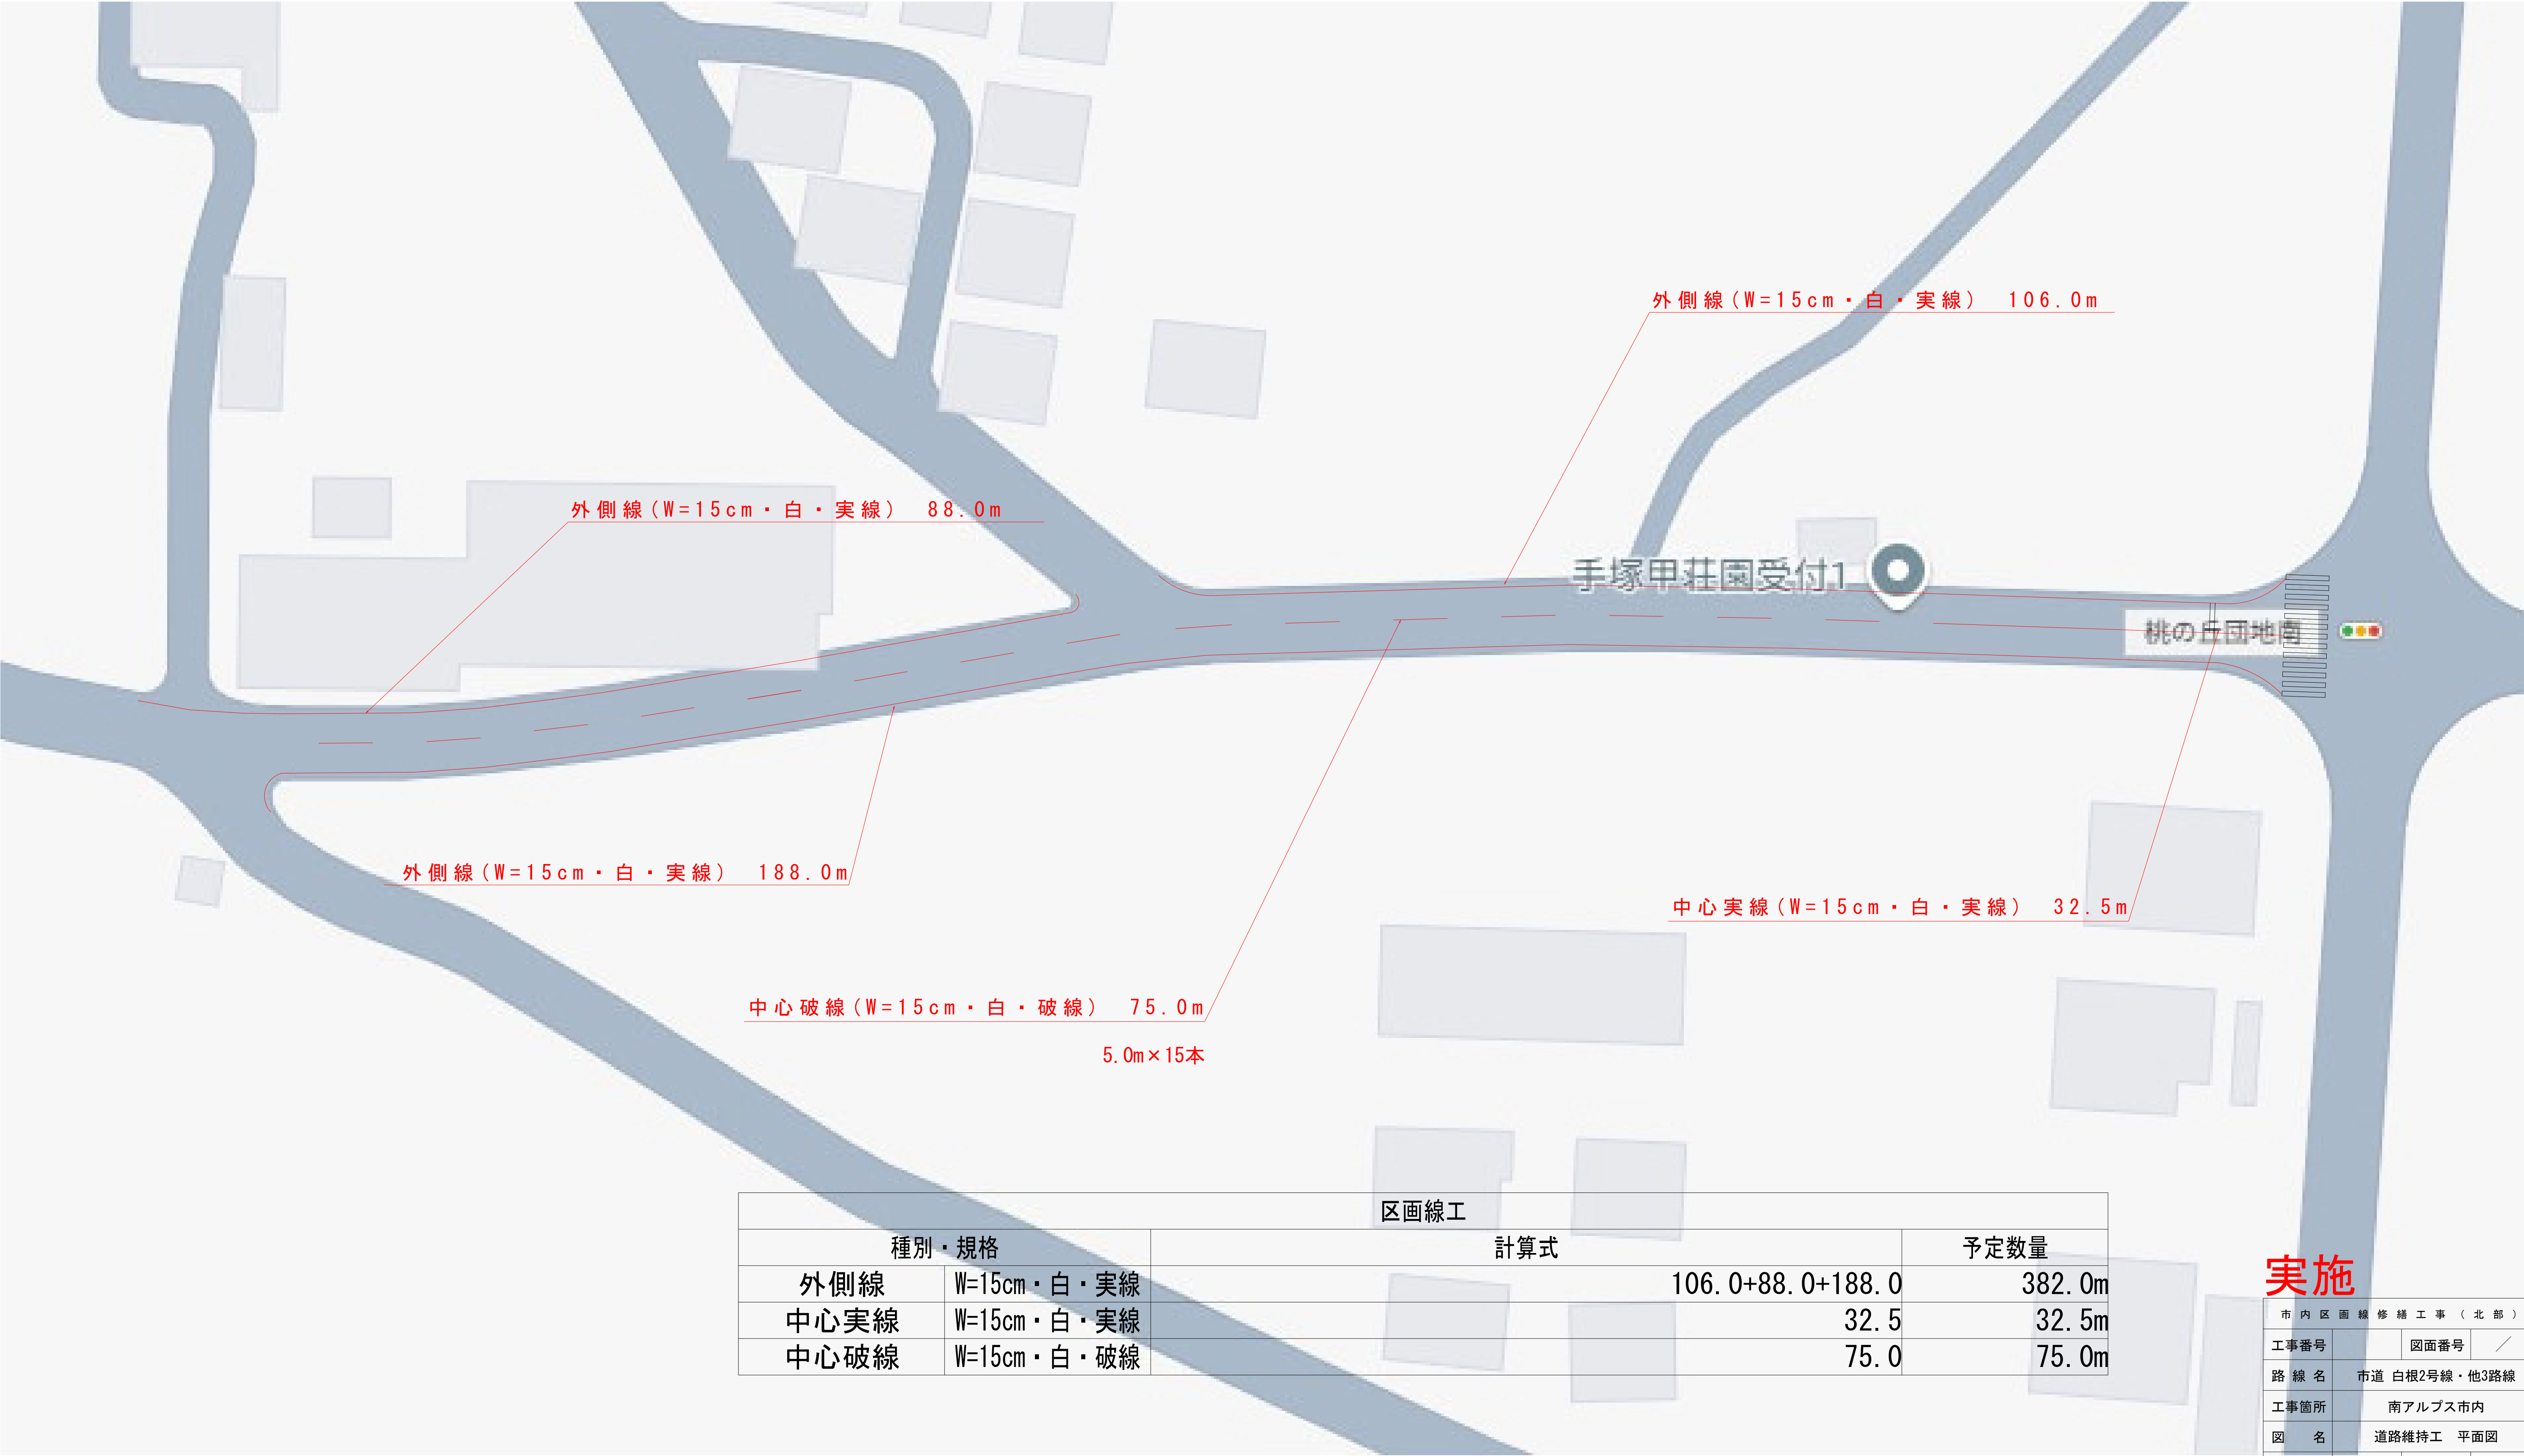 外側線(W=15cm・白・実線) 106.0m
外側線(W=15cm・白・実線) 88.0m
手塚甲荘園受付1
桃の丘団地南
外側線(W=15cm・白・実線) 188.0m
中心実線(W=15cm・白・実線) 32.5m
中心破線(W=15cm・白・破線) 75.0m
5.0m×15本
区画線工
種別・規格 計算式 予定数量
外側線 W=15cm・白・実線 106.0+88.0+188.0 382.0m
中心実線 W=15cm・白・実線 32.5 32.5m
中心破線 W=15cm・白・破線 75.0 75.0m
実施
市内区画線修繕工事(北部)
工事番号 図面番号 /
路線名 市道 白根2号線・他3路線
工事箇所 南アルプス市内
図名 道路維持工 平面図